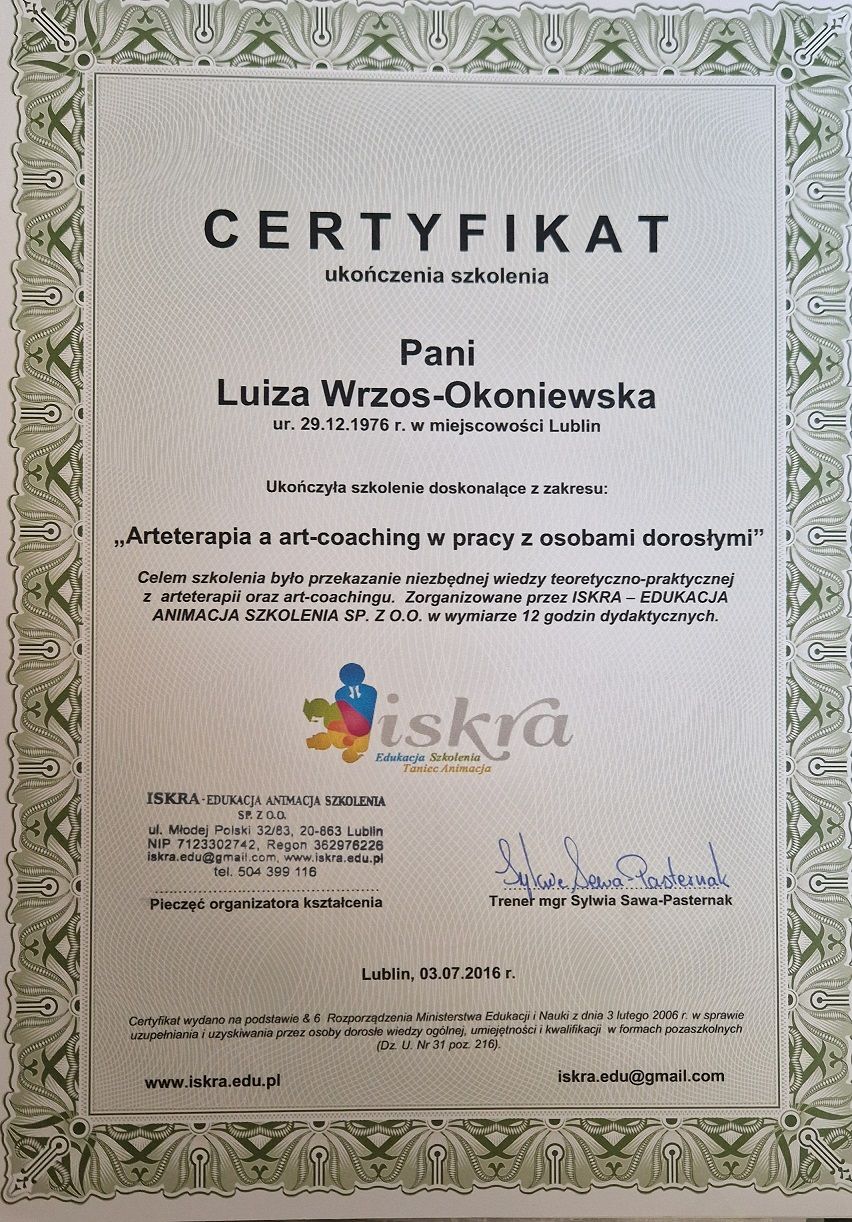 CERTYFIKAT
ukończenia szkolenia
Pani
Luiza Wrzos-Okoniewska
ur. 29.12.1976 r. w miejscowości Lublin
Ukończyła szkolenie doskonalące z zakresu:
„Arteterapia a art-coaching w pracy z osobami dorosłymi”
Celem szkolenia było przekazanie niezbędnej wiedzy teoretyczno-praktycznej
z arteterapii oraz art-coachingu. Zorganizowane przez ISKRA – EDUKACJA
ANIMACJA SZKOLENIA SP. Z O.O. w wymiarze 12 godzin dydaktycznych.
iskra
Edukacja Szkolenia
Taniec Animacja
ISKRA - EDUKACJA ANIMACJA SZKOLENIA
SP. Z O.O.
ul. Młodej Polski 32/83, 20-863 Lublin
NIP 7123302742, Regon 362976226
iskra.edu@gmail.com, www.iskra.edu.pl
tel. 504 399 116
Pieczęć organizatora kształcenia
Sylwia Sawa-Pasternak
Trener mgr Sylwia Sawa-Pasternak
Lublin, 03.07.2016 r.
Certyfikat wydano na podstawie & 6 Rozporządzenia Ministerstwa Edukacji i Nauki z dnia 3 lutego 2006 r. w sprawie
uzupełniania i uzyskiwania przez osoby dorosłe wiedzy ogólnej, umiejętności i kwalifikacji w formach pozaszkolnych
(Dz. U. Nr 31 poz. 216).
www.iskra.edu.pl
iskra.edu@gmail.com